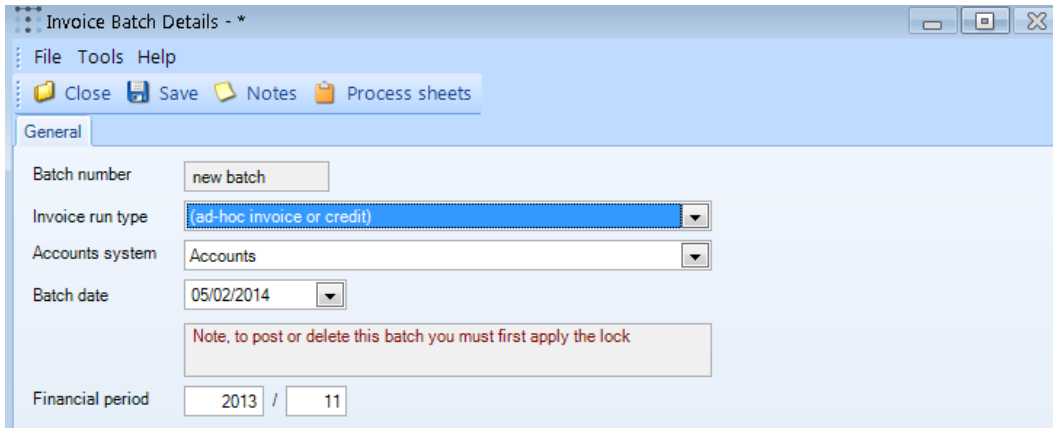 Invoice Batch Details - *
File Tools Help
Close Save Notes Process sheets
General
Batch number new batch
Invoice run type (ad-hoc invoice or credit)
Accounts system Accounts
Batch date 05/02/2014
Note, to post or delete this batch you must first apply the lock
Financial period 2013 / 11